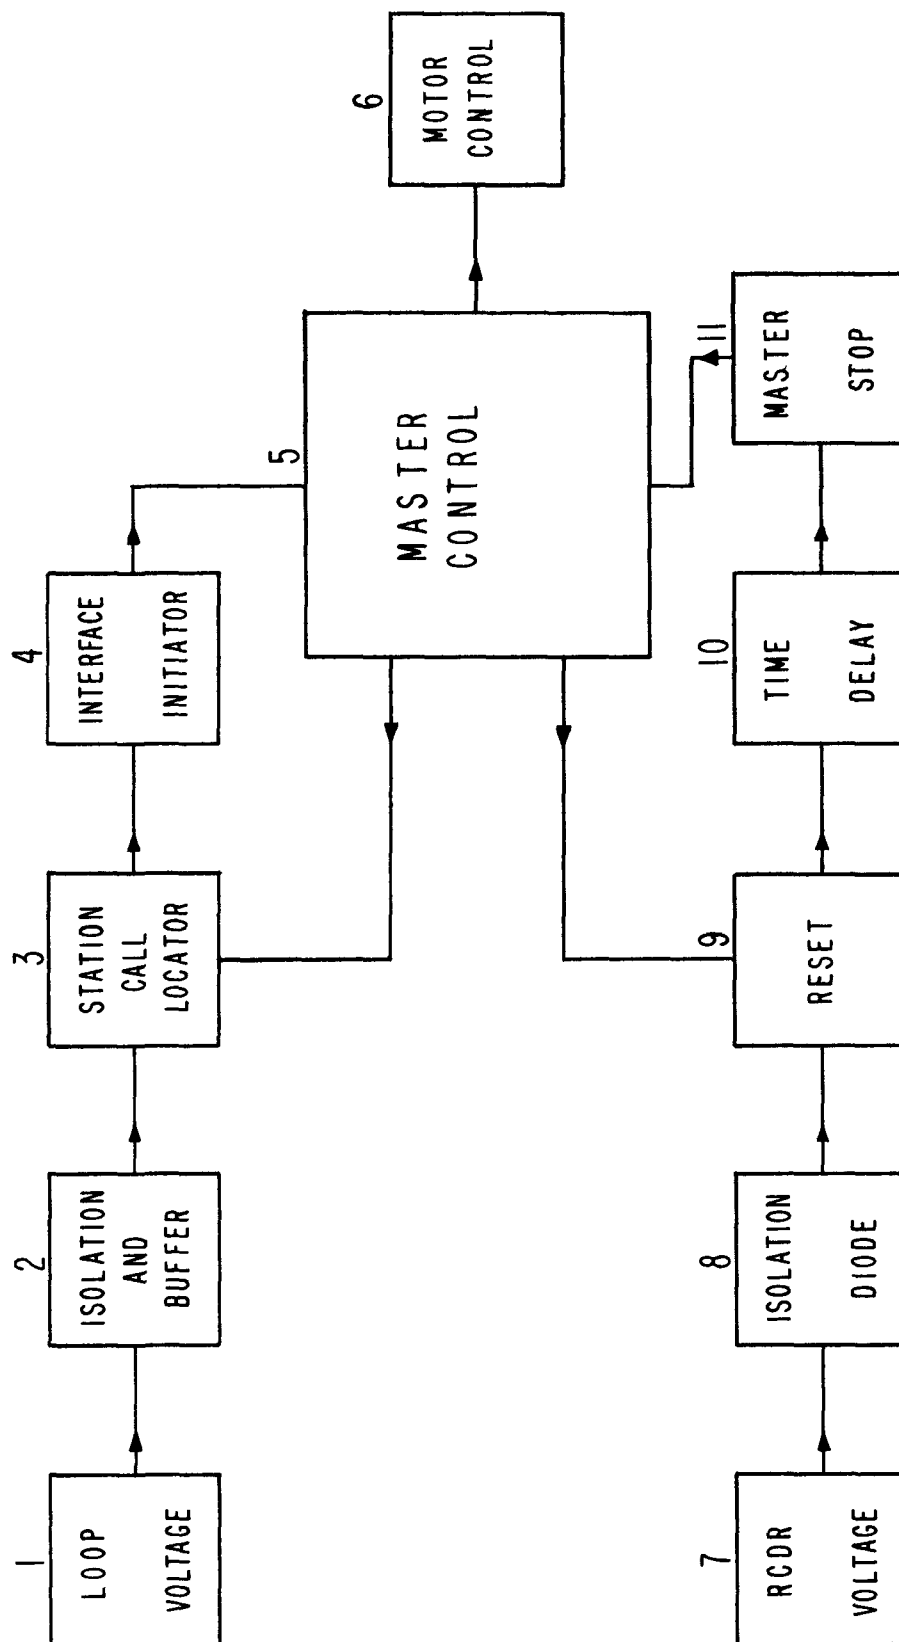 1
LOOP
VOLTAGE
2
ISOLATION
AND
BUFFER
3
STATION
CALL
LOCATOR
4
INTERFACE
INITIATOR
5
MASTER
CONTROL
6
MOTOR
CONTROL
7
RCDR
VOLTAGE
8
ISOLATION
DIODE
9
RESET
10
TIME
DELAY
11
MASTER
STOP